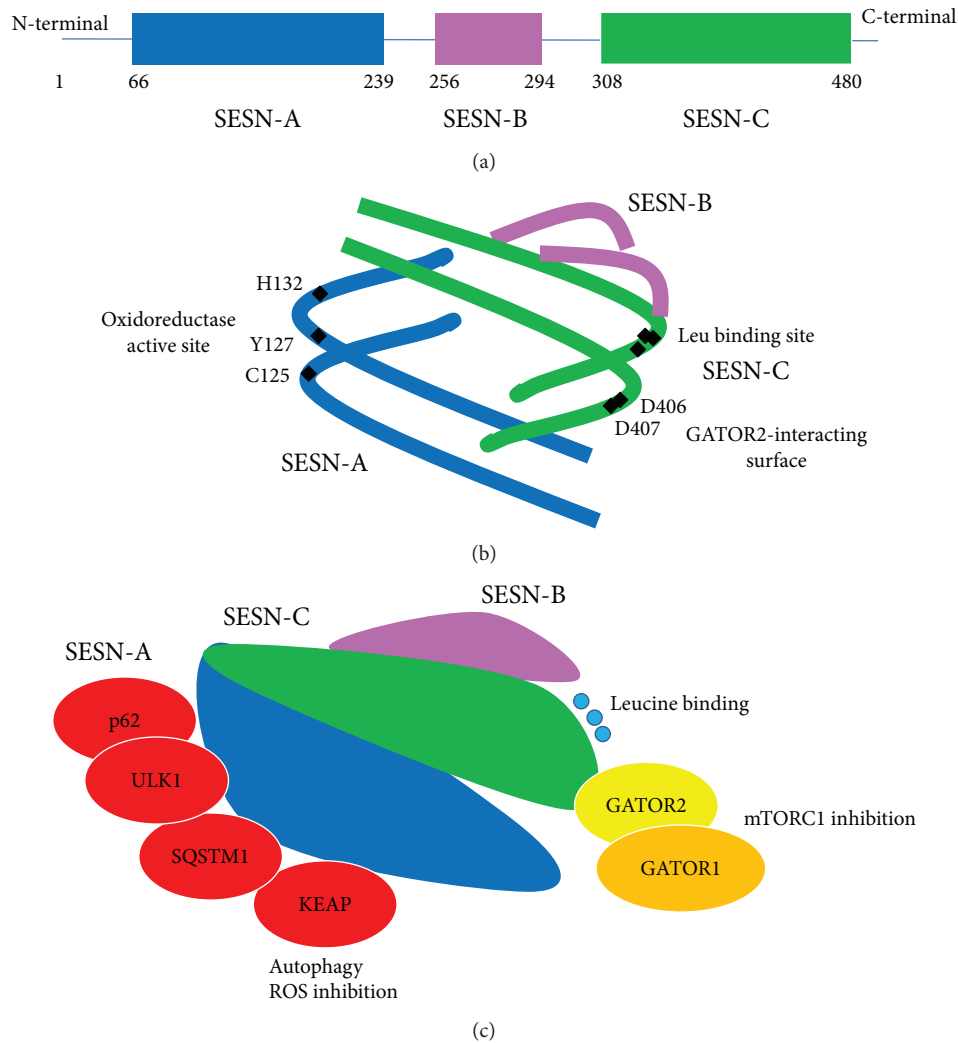 N-terminal
C-terminal
1
66
239
256
294
308
480
SESN-A
SESN-B
SESN-C
(a)
SESN-B
H132
Oxidoreductase
active site
Y127
C125
Leu binding site
SESN-C
D406
D407
GATOR2-interacting
surface
SESN-A
(b)
SESN-B
SESN-C
SESN-A
p62
Leucine binding
ULK1
GATOR2
mTORC1 inhibition
SQSTM1
GATOR1
KEAP
Autophagy
ROS inhibition
(c)